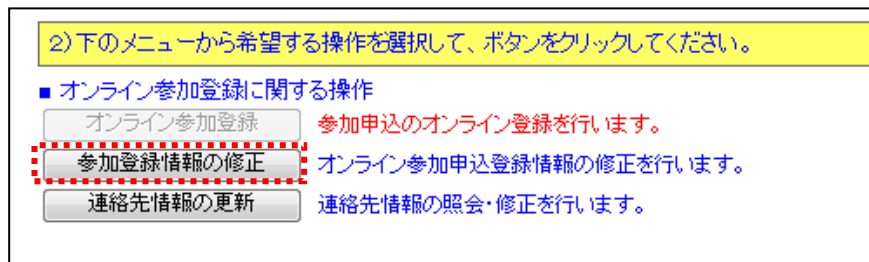 2)下のメニューから希望する操作を選択して、ボタンをクリックしてください。
■ オンライン参加登録に関する操作
オンライン参加登録 参加申込のオンライン登録を行います。
参加登録情報の修正 オンライン参加申込登録情報の修正を行います。
連絡先情報の更新 連絡先情報の照会・修正を行います。